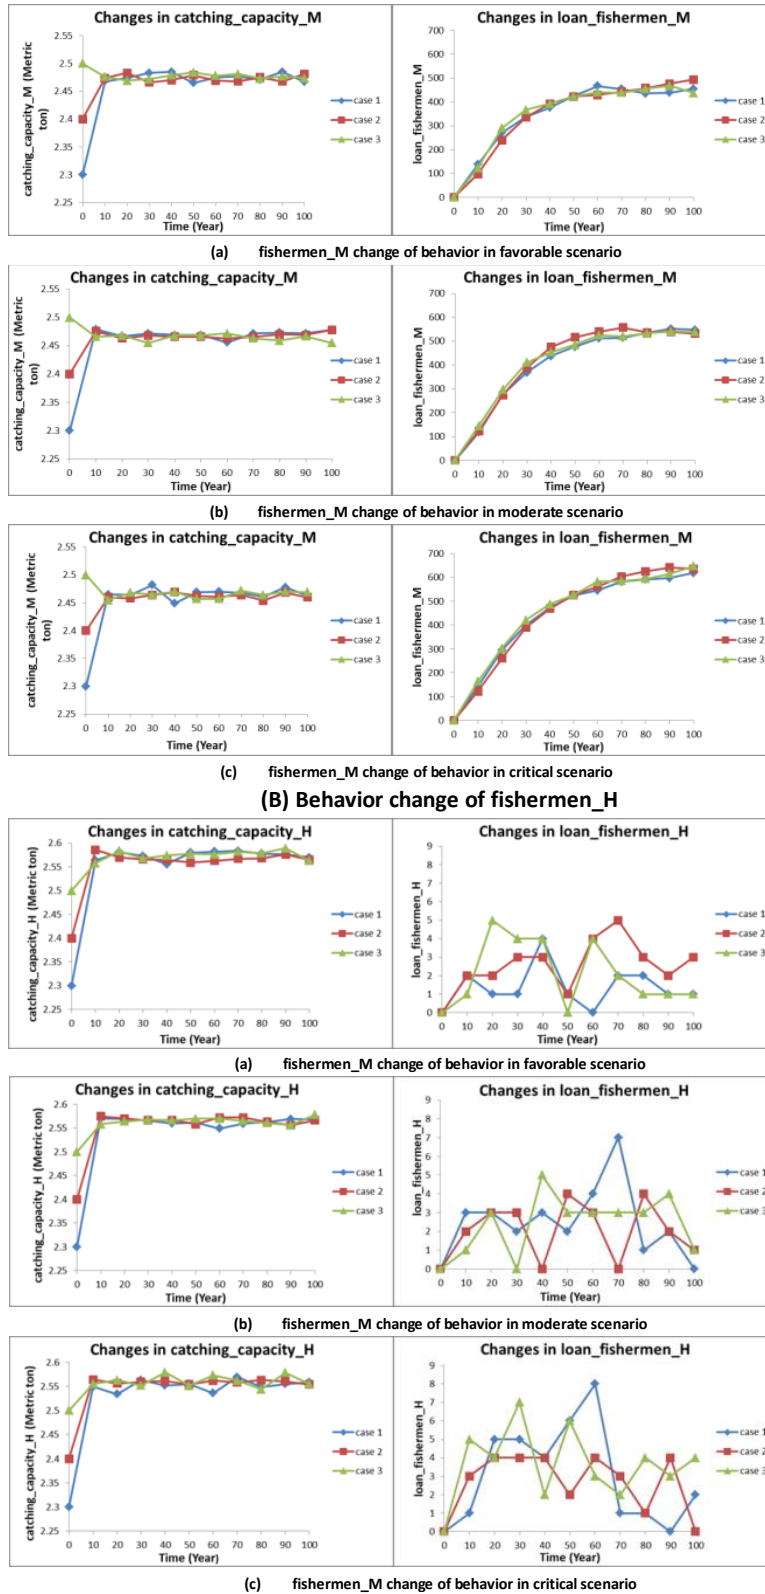 Changes in catching_capacity_M
catching_capacity_M (Metric ton)
2.55
2.5
2.45
2.4
2.35
2.3
2.25
0 10 20 30 40 50 60 70 80 90 100
Time (Year)
case 1
case 2
case 3
Changes in loan_fishermen_M
loan_fishermen_M
700
600
500
400
300
200
100
0
0 10 20 30 40 50 60 70 80 90 100
Time (Year)
case 1
case 2
case 3
(a) fishermen_M change of behavior in favorable scenario
Changes in catching_capacity_M
catching_capacity_M (Metric ton)
2.55
2.5
2.45
2.4
2.35
2.3
2.25
0 10 20 30 40 50 60 70 80 90 100
Time (Year)
case 1
case 2
case 3
Changes in loan_fishermen_M
loan_fishermen_M
700
600
500
400
300
200
100
0
0 10 20 30 40 50 60 70 80 90 100
Time (Year)
case 1
case 2
case 3
(b) fishermen_M change of behavior in moderate scenario
Changes in catching_capacity_M
catching_capacity_M (Metric ton)
2.55
2.5
2.45
2.4
2.35
2.3
2.25
0 10 20 30 40 50 60 70 80 90 100
Time (Year)
case 1
case 2
case 3
Changes in loan_fishermen_M
loan_fishermen_M
700
600
500
400
300
200
100
0
0 10 20 30 40 50 60 70 80 90 100
Time (Year)
case 1
case 2
case 3
(c) fishermen_M change of behavior in critical scenario
(B) Behavior change of fishermen_H
Changes in catching_capacity_H
catching_capacity_H (Metric ton)
2.6
2.55
2.5
2.45
2.4
2.35
2.3
2.25
0 10 20 30 40 50 60 70 80 90 100
Time (Year)
case 1
case 2
case 3
Changes in loan_fishermen_H
loan_fishermen_H
9
8
7
6
5
4
3
2
1
0
0 10 20 30 40 50 60 70 80 90 100
Time (Year)
case 1
case 2
case 3
(a) fishermen_M change of behavior in favorable scenario
Changes in catching_capacity_H
catching_capacity_H (Metric ton)
2.6
2.55
2.5
2.45
2.4
2.35
2.3
2.25
0 10 20 30 40 50 60 70 80 90 100
Time (Year)
case 1
case 2
case 3
Changes in loan_fishermen_H
loan_fishermen_H
9
8
7
6
5
4
3
2
1
0
0 10 20 30 40 50 60 70 80 90 100
Time (Year)
case 1
case 2
case 3
(b) fishermen_M change of behavior in moderate scenario
Changes in catching_capacity_H
catching_capacity_H (Metric ton)
2.6
2.55
2.5
2.45
2.4
2.35
2.3
2.25
0 10 20 30 40 50 60 70 80 90 100
Time (Year)
case 1
case 2
case 3
Changes in loan_fishermen_H
loan_fishermen_H
9
8
7
6
5
4
3
2
1
0
0 10 20 30 40 50 60 70 80 90 100
Time (Year)
case 1
case 2
case 3
(c) fishermen_M change of behavior in critical scenario